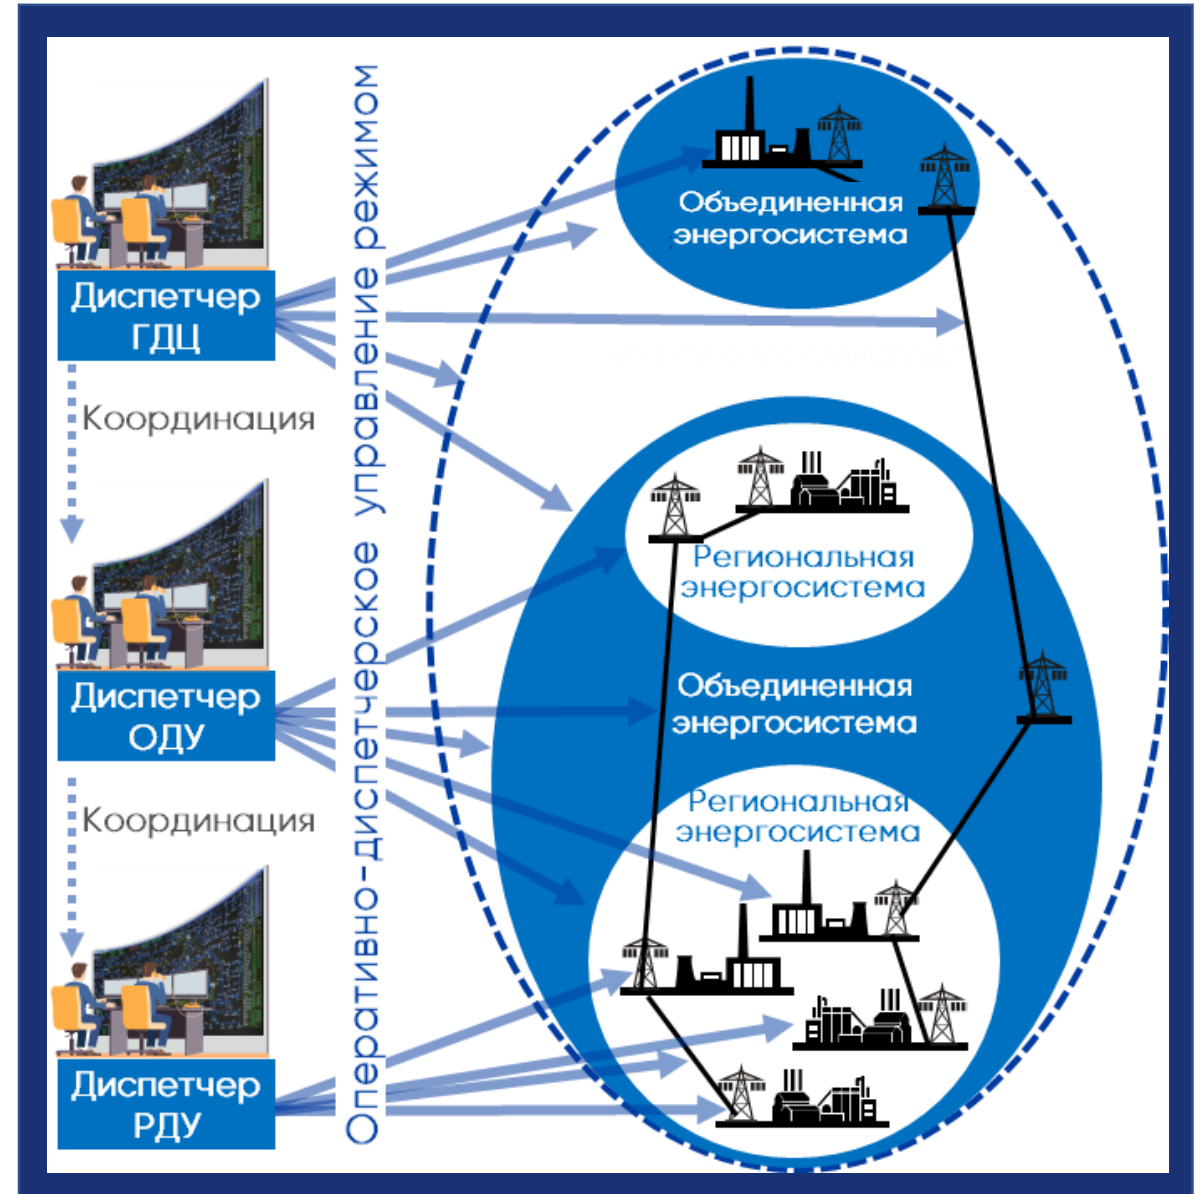 Диспетчер
ГДЦ
Координация
Диспетчер
ОДУ
Координация
Диспетчер
РДУ
Оперативно-диспетчерское управление режимом
Объединенная
энергосистема
Региональная
энергосистема
Объединенная
энергосистема
Региональная
энергосистема